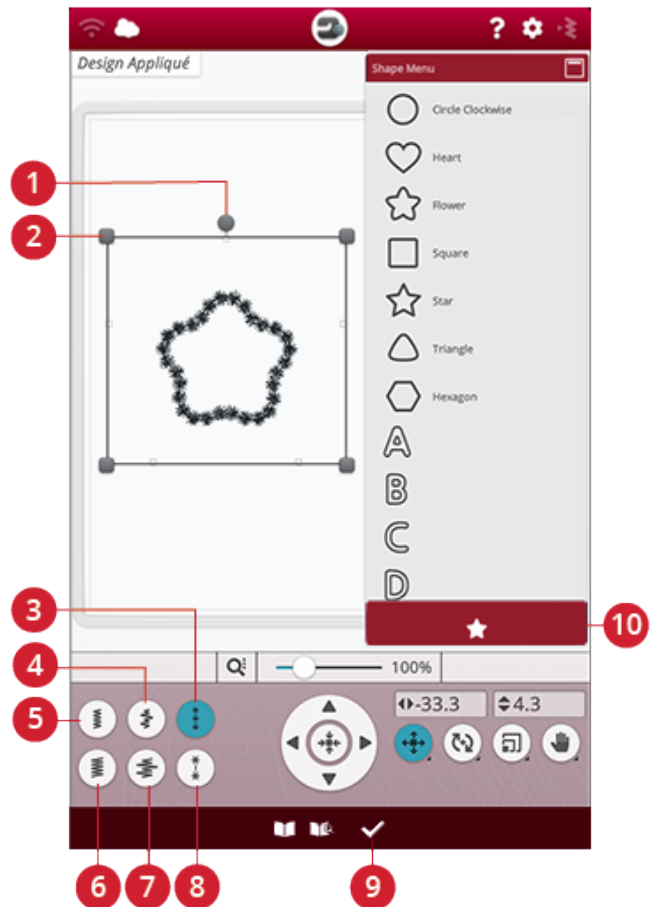 ?
Design Appliqué
Shape Menu
Circle Clockwise
Heart
Flower
Square
Star
Triangle
Hexagon
A
B
C
D
1
2
3
4
5
10
100%
-33.3
4.3
6
7
8
9